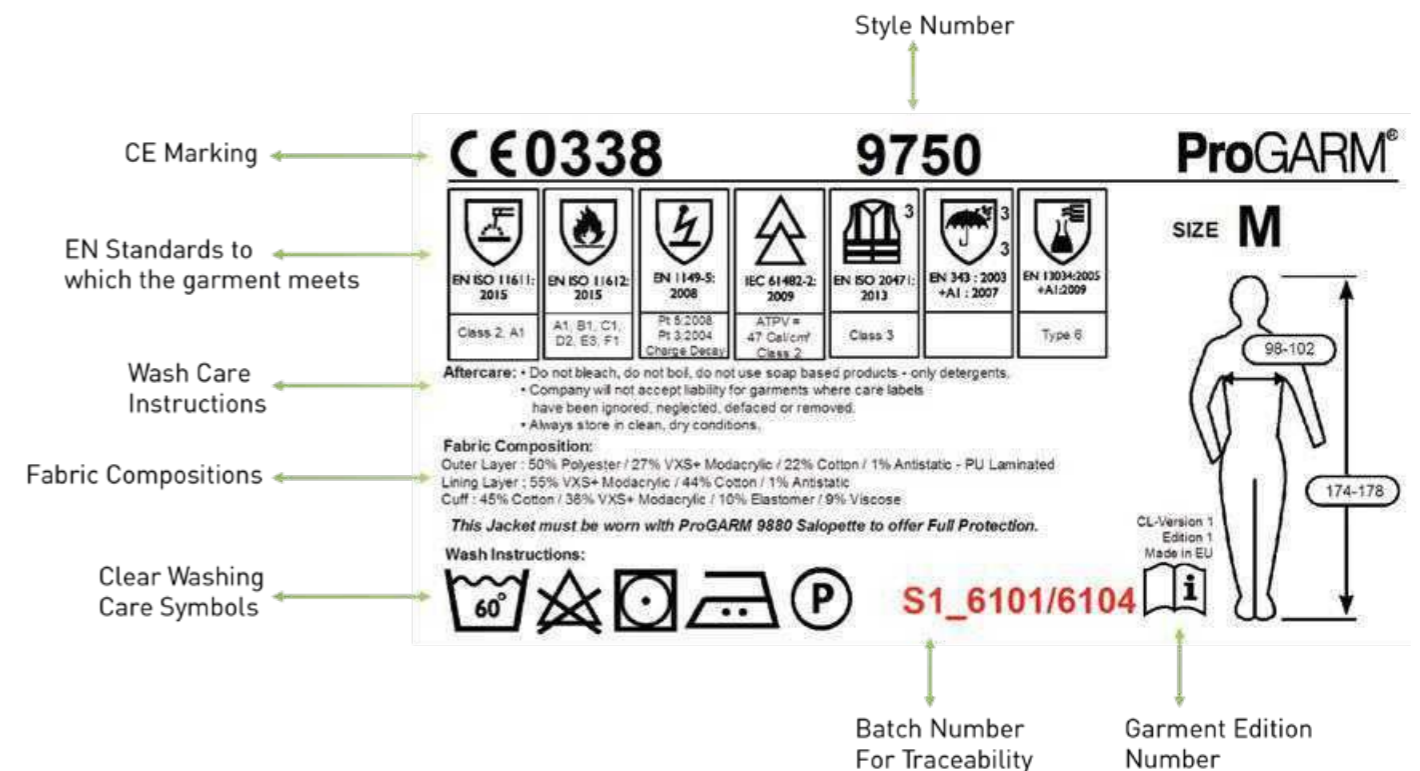 Style Number
CE Marking
CE0338
9750
ProGARM®
EN Standards to
which the garment meets
EN ISO 11611:
2015
Class 2, A1
EN ISO 11612:
2015
A1, B1, C1,
D2, E3, F1
EN 1149-5:
2008
Pt 5:2008
Pt 3:2004
Charge Decay
IEC 61482-2:
2009
ATPV =
47 Cal/cm²
Class 2
3
EN ISO 20471:
2013
Class 3
3
3
EN 343 : 2003
+A1 : 2007
EN 13034:2005
+A1:2009
Type 6
SIZE M
98-102
174-178
Wash Care
Instructions
Aftercare: • Do not bleach, do not boil, do not use soap based products - only detergents.
• Company will not accept liability for garments where care labels
have been ignored, neglected, defaced or removed.
• Always store in clean, dry conditions.
Fabric Compositions
Fabric Composition:
Outer Layer : 50% Polyester / 27% VXS+ Modacrylic / 22% Cotton / 1% Antistatic - PU Laminated
Lining Layer : 55% VXS+ Modacrylic / 44% Cotton / 1% Antistatic
Cuff : 45% Cotton / 36% VXS+ Modacrylic / 10% Elastomer / 9% Viscose
This Jacket must be worn with ProGARM 9880 Salopette to offer Full Protection.
CL-Version 1
Edition 1
Made in EU
Clear Washing
Care Symbols
Wash Instructions:
60°
P
S1_6101/6104
i
Batch Number
For Traceability
Garment Edition
Number